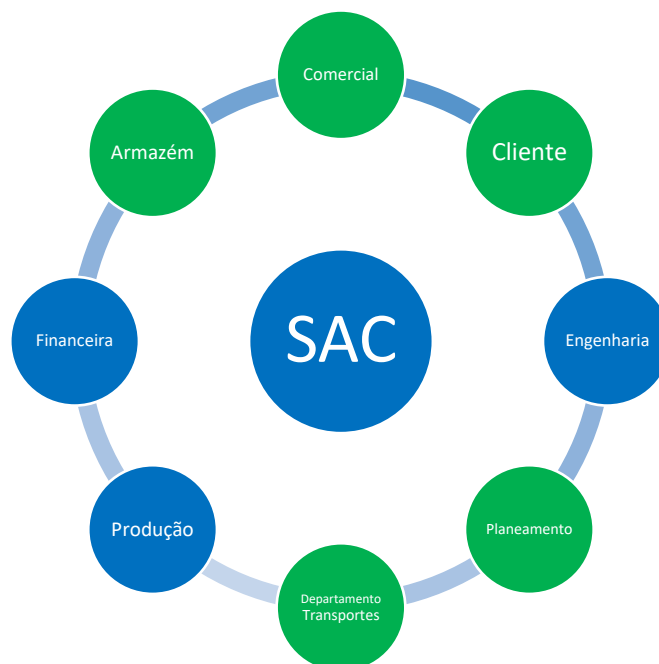 Comercial
Cliente
Armazém
SAC
Financeira
Engenharia
Produção
Planeamento
Departamento
Transportes